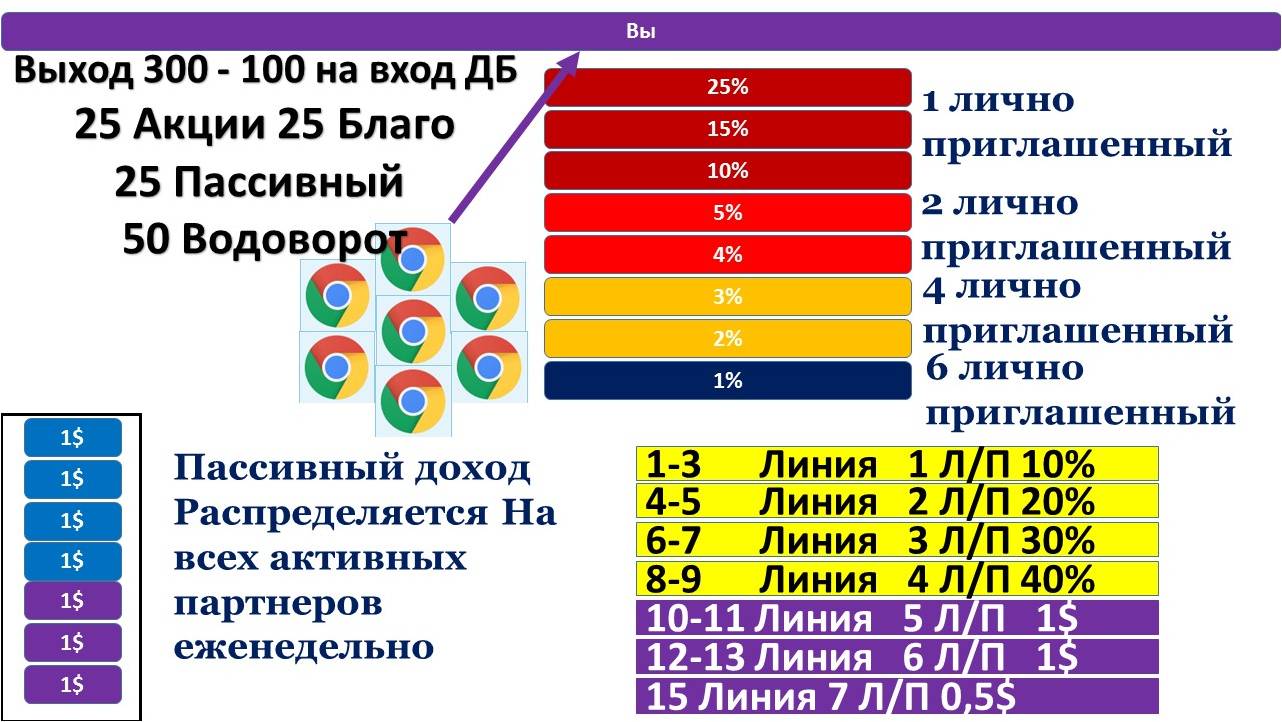 Вы
Выход 300 - 100 на вход ДБ
25 Акции 25 Благо
25 Пассивный
50 Водоворот
25%
15%
10%
5%
4%
3%
2%
1%
1 лично
приглашенный
2 лично
приглашенный
4 лично
приглашенный
6 лично
приглашенный
1$
1$
1$
1$
1$
1$
1$
Пассивный доход
Распределяется На
всех активных
партнеров
еженедельно
1-3 Линия 1 Л/П 10%
4-5 Линия 2 Л/П 20%
6-7 Линия 3 Л/П 30%
8-9 Линия 4 Л/П 40%
10-11 Линия 5 Л/П 1$
12-13 Линия 6 Л/П 1$
15 Линия 7 Л/П 0,5$